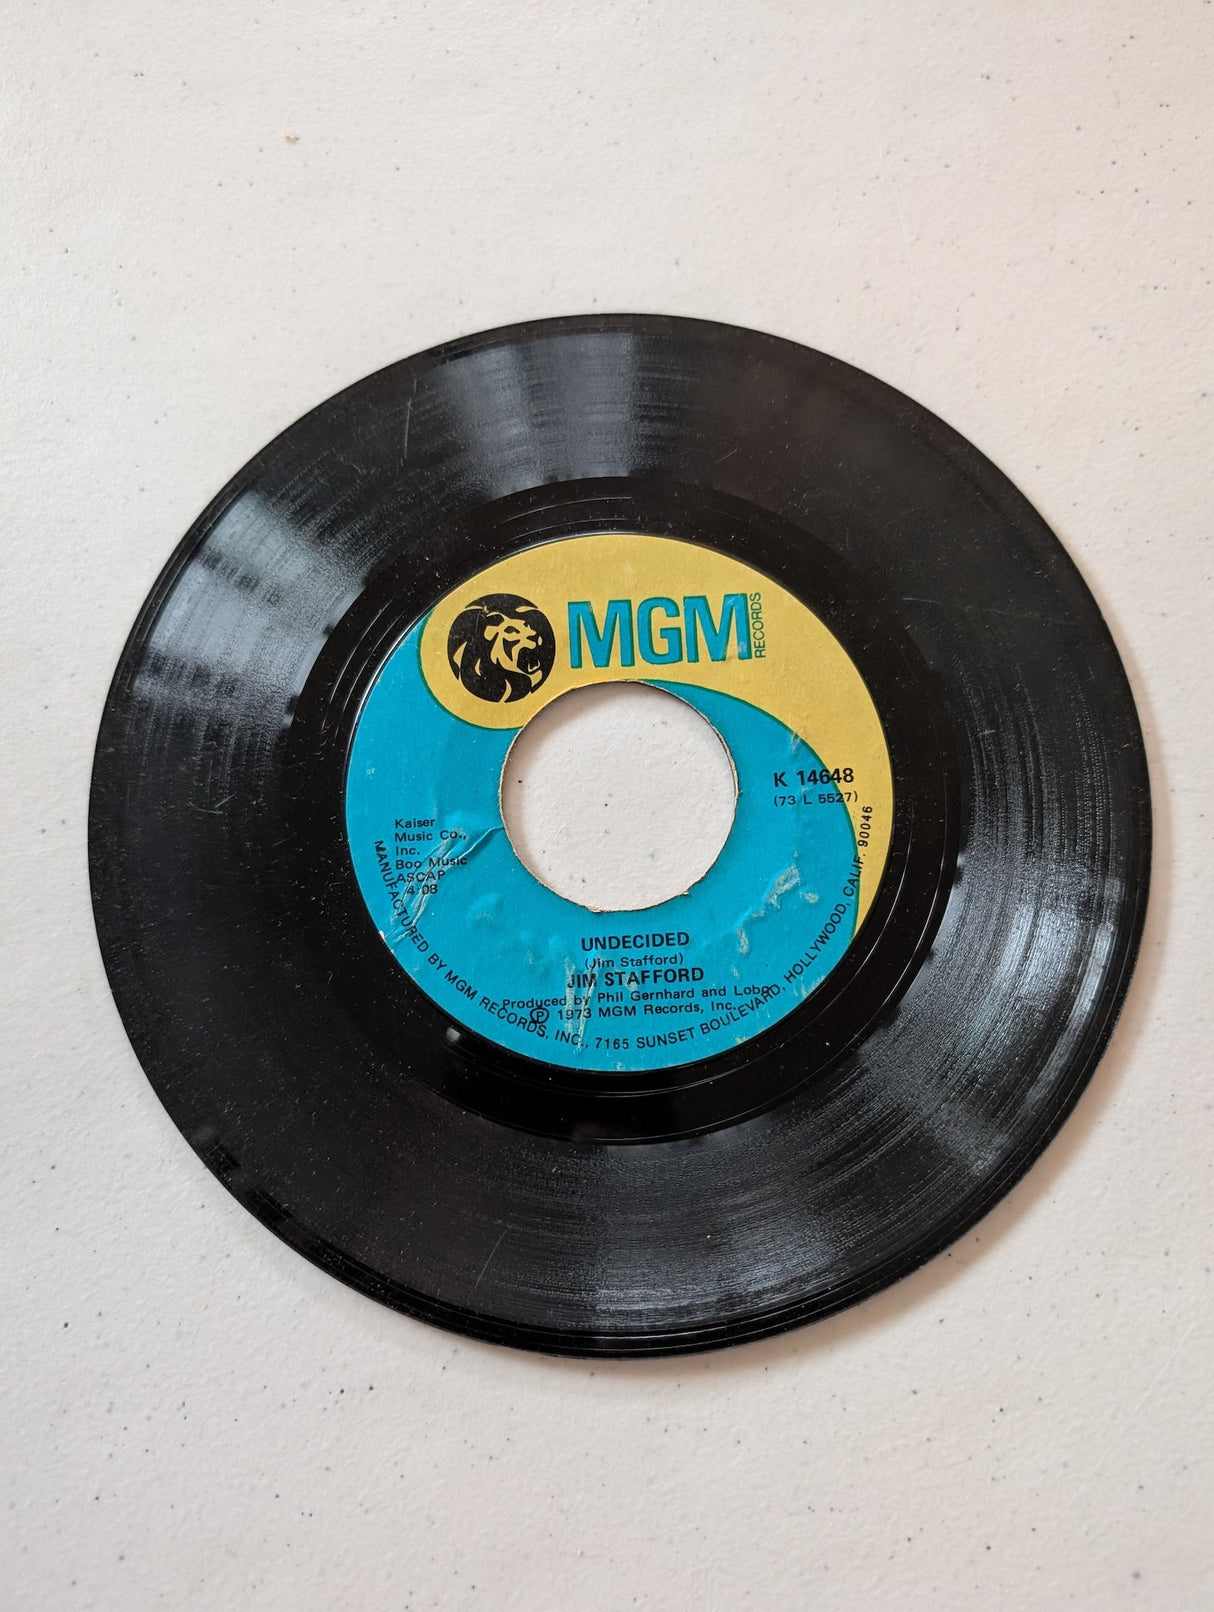 MGM
RECORDS
K 14648
(73 L 5527)
Kaiser
Music Co.,
Inc.
Boo Music
ASCAP
4:08
UNDECIDED
(Jim Stafford)
JIM STAFFORD
Produced by Phil Gernhard and Lobo
℗ 1973 MGM Records, Inc.
MANUFACTURED BY MGM RECORDS, INC., 7165 SUNSET BOULEVARD, HOLLYWOOD, CALIF. 90046